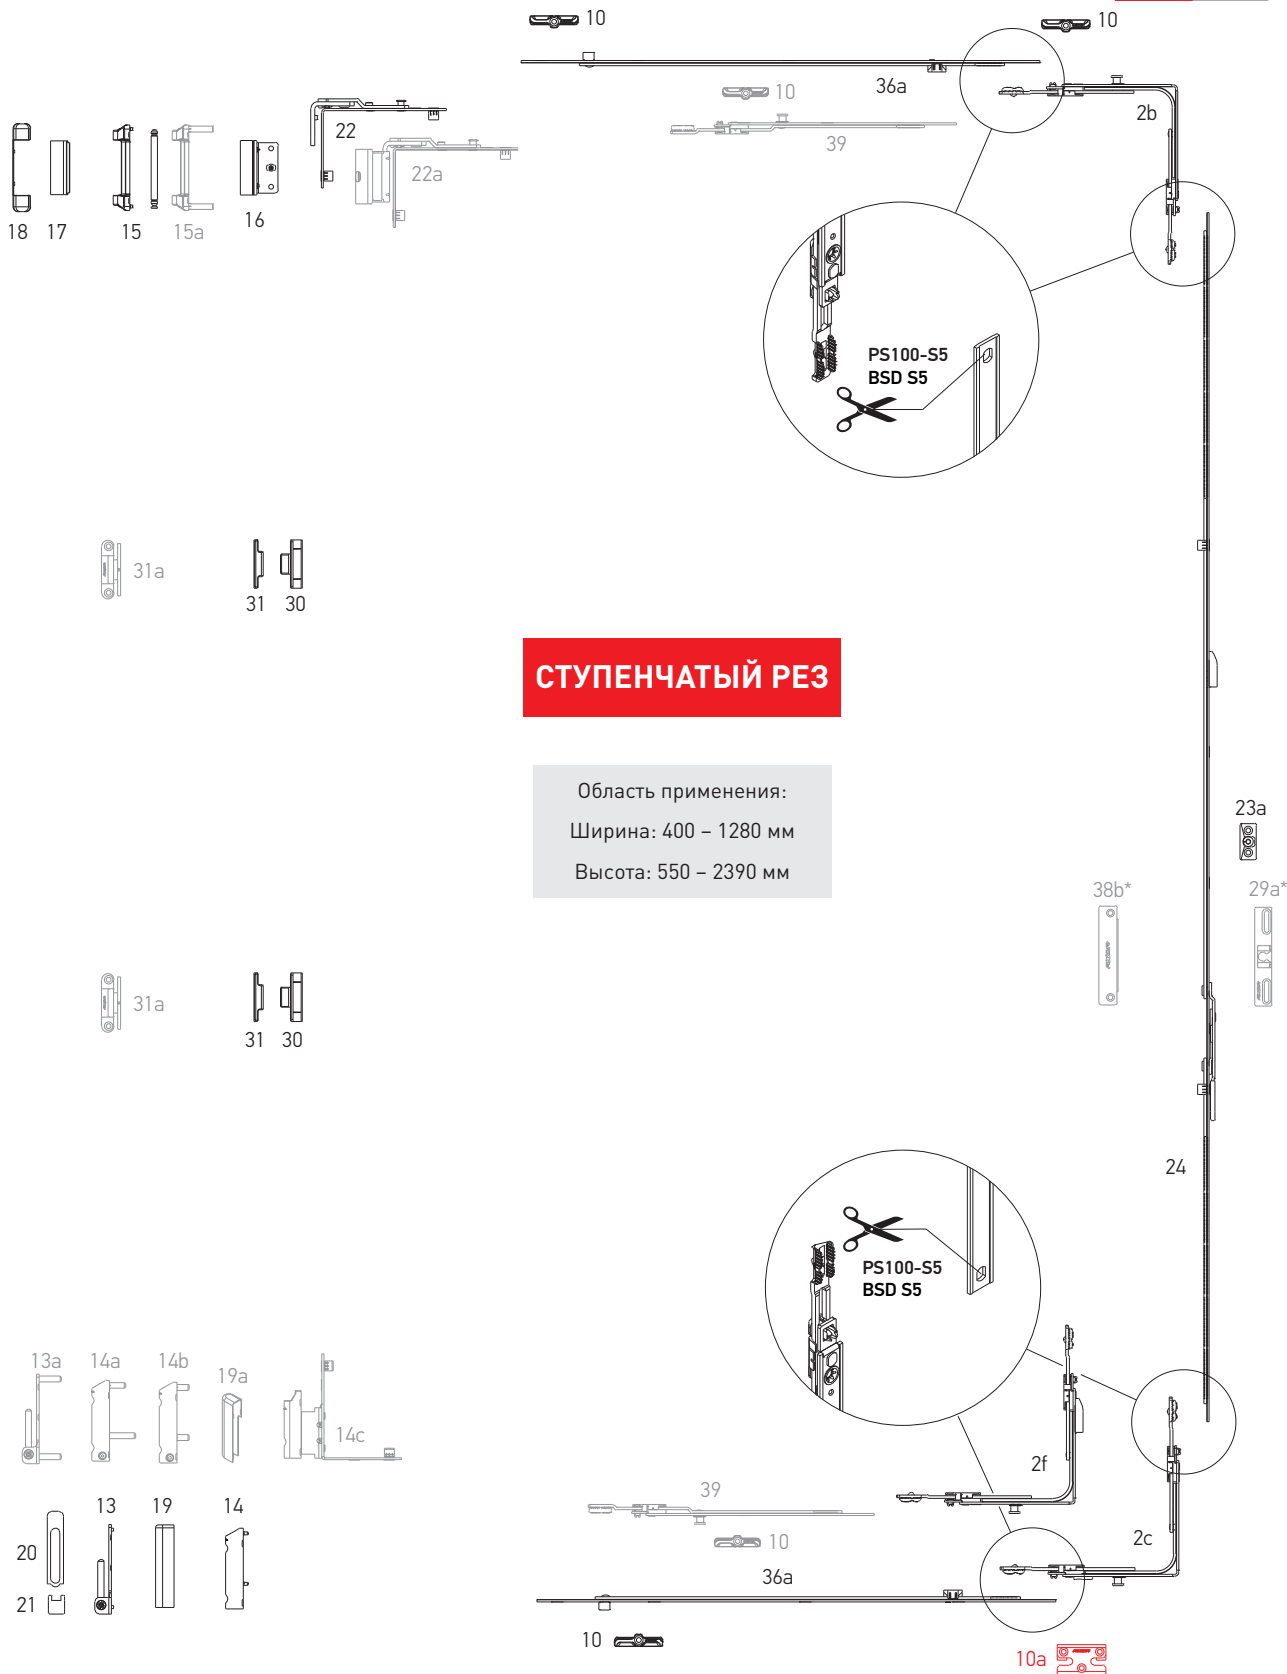 10
10
36a
10
39
2b
22
22a
18
17
15
15a
16
PS100-S5
BSD S5
31a
31
30
СТУПЕНЧАТЫЙ РЕЗ
Область применения:
Ширина: 400 – 1280 мм
Высота: 550 – 2390 мм
23a
38b*
29a*
31a
31
30
24
PS100-S5
BSD S5
13a
14a
14b
19a
14c
2f
39
13
19
14
10
2c
20
36a
21
10
10a